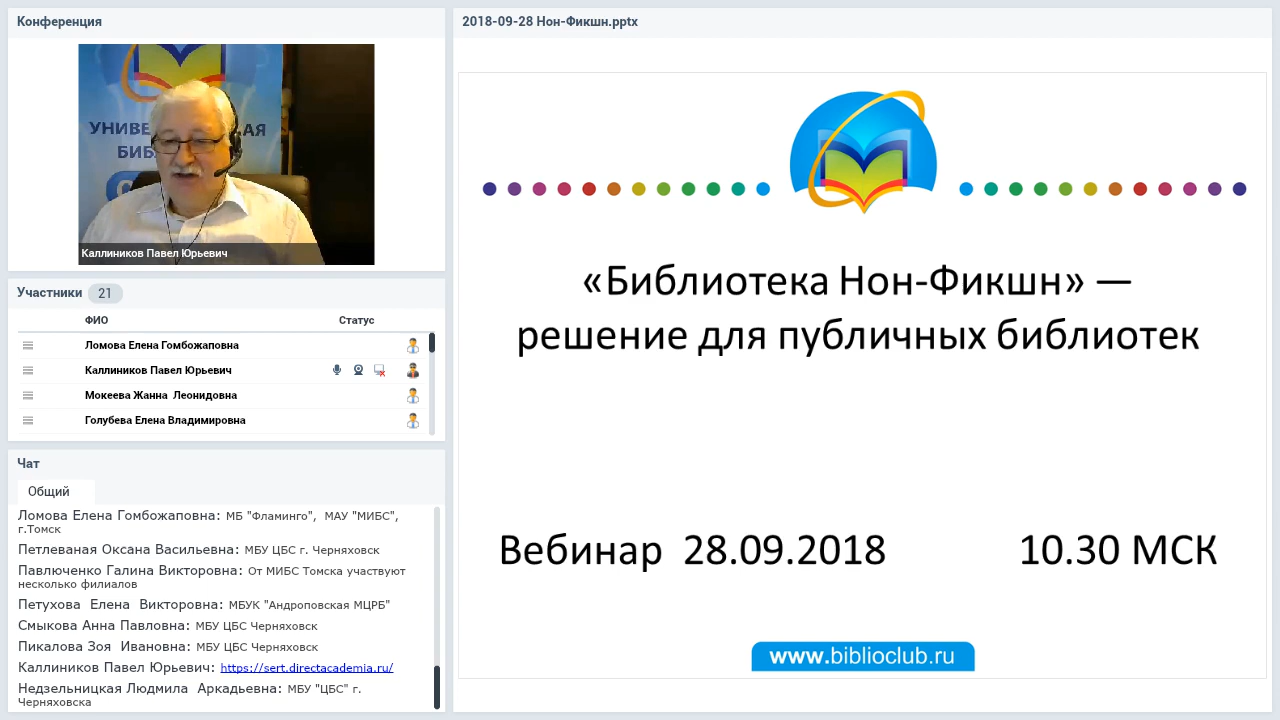 Конференция
УНИВЕР
АЯ
БИБ
Каллиников Павел Юрьевич
Участники 21
ФИО Статус
Ломова Елена Гомбожаповна
Каллиников Павел Юрьевич
Мокеева Жанна Леонидовна
Голубева Елена Владимировна
Чат
Общий
Ломова Елена Гомбожаповна: МБ "Фламинго", МАУ "МИБС",
г.Томск
Петлеваная Оксана Васильевна: МБУ ЦБС г. Черняховск
Павлюченко Галина Викторовна: От МИБС Томска участвуют
несколько филиалов
Петухова Елена Викторовна: МБУК "Андроповская МЦРБ"
Смыкова Анна Павловна: МБУ ЦБС Черняховск
Пикалова Зоя Ивановна: МБУ ЦБС Черняховск
Каллиников Павел Юрьевич: https://sert.directacademia.ru/
Недзельницкая Людмила Аркадьевна: МБУ "ЦБС" г.
Черняховска
2018-09-28 Нон-Фикшн.pptx
«Библиотека Нон-Фикшн» —
решение для публичных библиотек
Вебинар 28.09.2018 10.30 МСК
www.biblioclub.ru